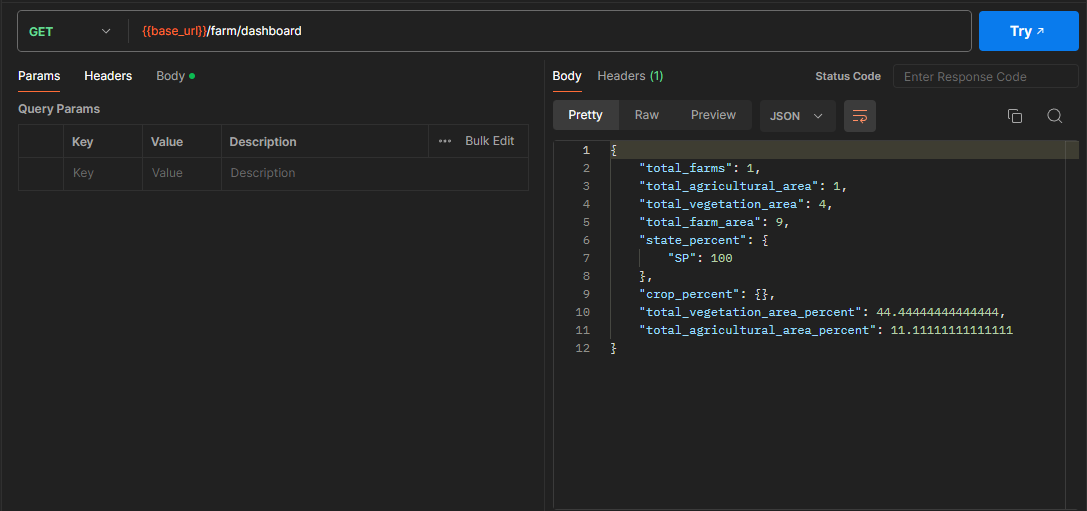 GET {{base_url}}/farm/dashboard Try ↗
Params Headers Body
Query Params
Key Value Description ••• Bulk Edit
Key Value Description
Body Headers (1) Status Code Enter Response Code
Pretty Raw Preview JSON
1 {
2 "total_farms": 1,
3 "total_agricultural_area": 1,
4 "total_vegetation_area": 4,
5 "total_farm_area": 9,
6 "state_percent": {
7 "SP": 100
8 },
9 "crop_percent": {},
10 "total_vegetation_area_percent": 44.44444444444444,
11 "total_agricultural_area_percent": 11.11111111111111
12 }